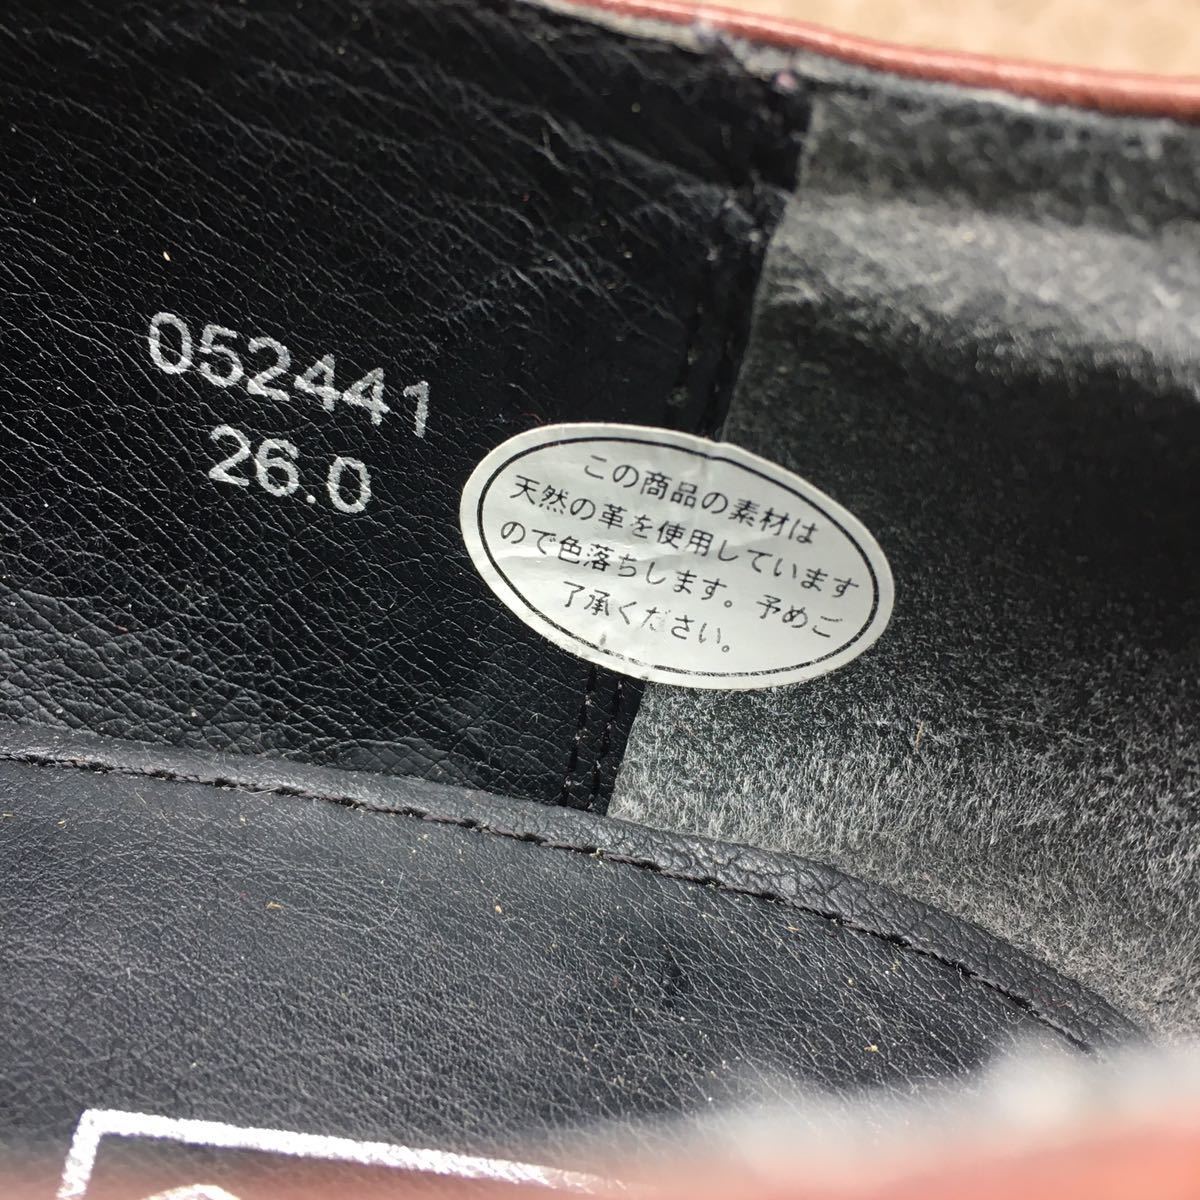 052441
26.0
この商品の素材は
天然の革を使用しています
ので色落ちします。予めご
了承ください。